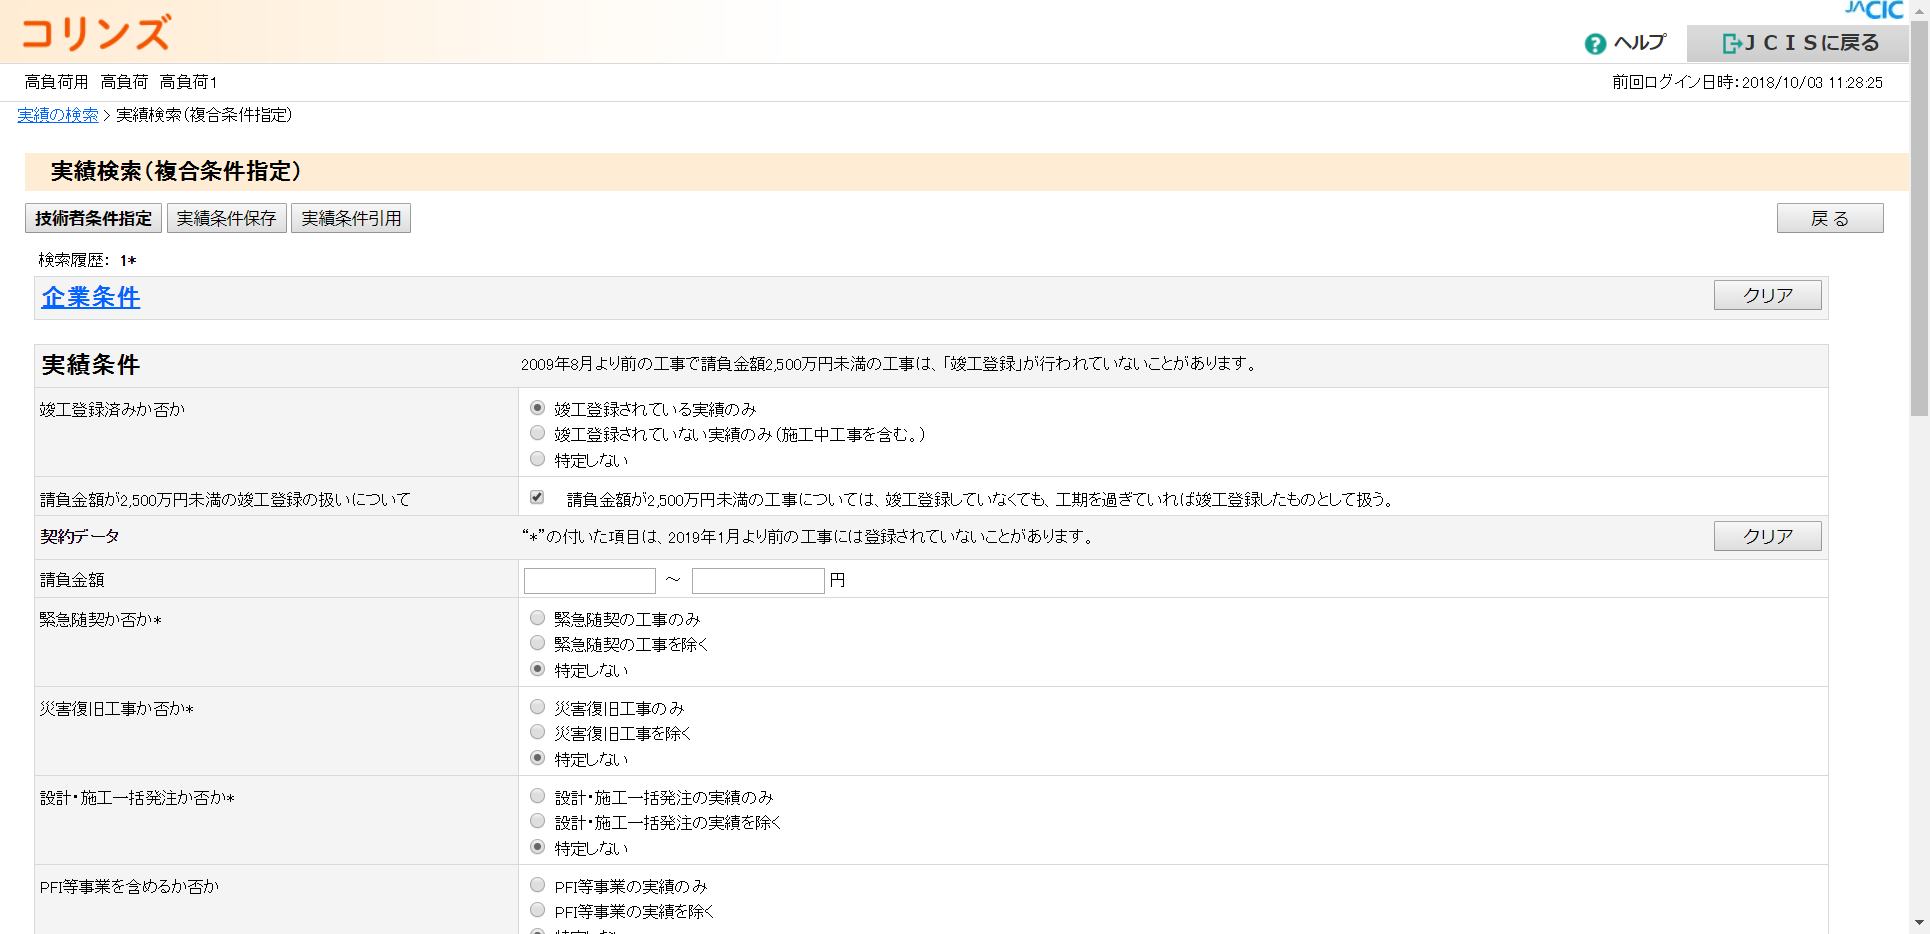 JACIC
コリンズ
? ヘルプ
ＪＣＩＳに戻る
高負荷用 高負荷 高負荷1
前回ログイン日時：2018/10/03 11:28:25
実績の検索 > 実績検索（複合条件指定）
実績検索（複合条件指定）
技術者条件指定 実績条件保存 実績条件引用 戻 る
検索履歴： 1*
企業条件 クリア
実績条件 2009年8月より前の工事で請負金額2,500万円未満の工事は、「竣工登録」が行われていないことがあります。
竣工登録済みか否か 竣工登録されている実績のみ
竣工登録されていない実績のみ（施工中工事を含む。）
特定しない
請負金額が2,500万円未満の竣工登録の扱いについて 請負金額が2,500万円未満の工事については、竣工登録していなくても、工期を過ぎていれば竣工登録したものとして扱う。
契約データ “*”の付いた項目は、2019年1月より前の工事には登録されていないことがあります。 クリア
請負金額 ～ 円
緊急随契か否か* 緊急随契の工事のみ
緊急随契の工事を除く
特定しない
災害復旧工事か否か* 災害復旧工事のみ
災害復旧工事を除く
特定しない
設計・施工一括発注か否か* 設計・施工一括発注の実績のみ
設計・施工一括発注の実績を除く
特定しない
PFI等事業を含めるか否か PFI等事業の実績のみ
PFI等事業の実績を除く